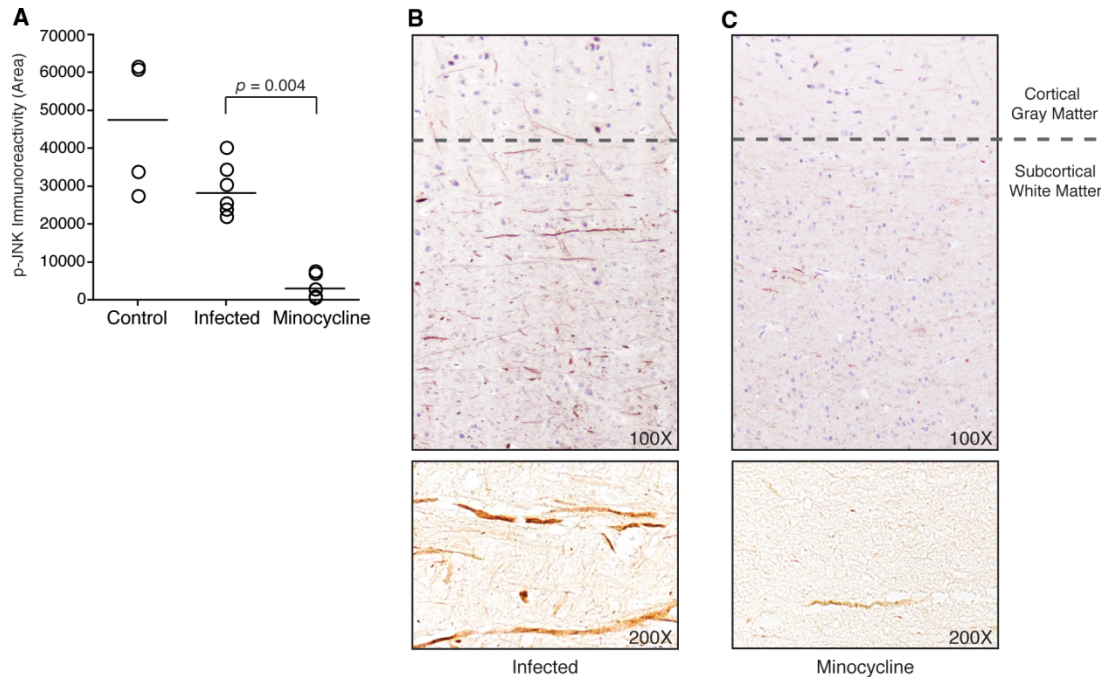 A
p-JNK Immunoreactivity (Area)
70000
60000
50000
40000
30000
20000
10000
0
p = 0.004
Control
Infected
Minocycline
B
100X
200X
Infected
C
100X
200X
Minocycline
Cortical
Gray Matter
Subcortical
White Matter